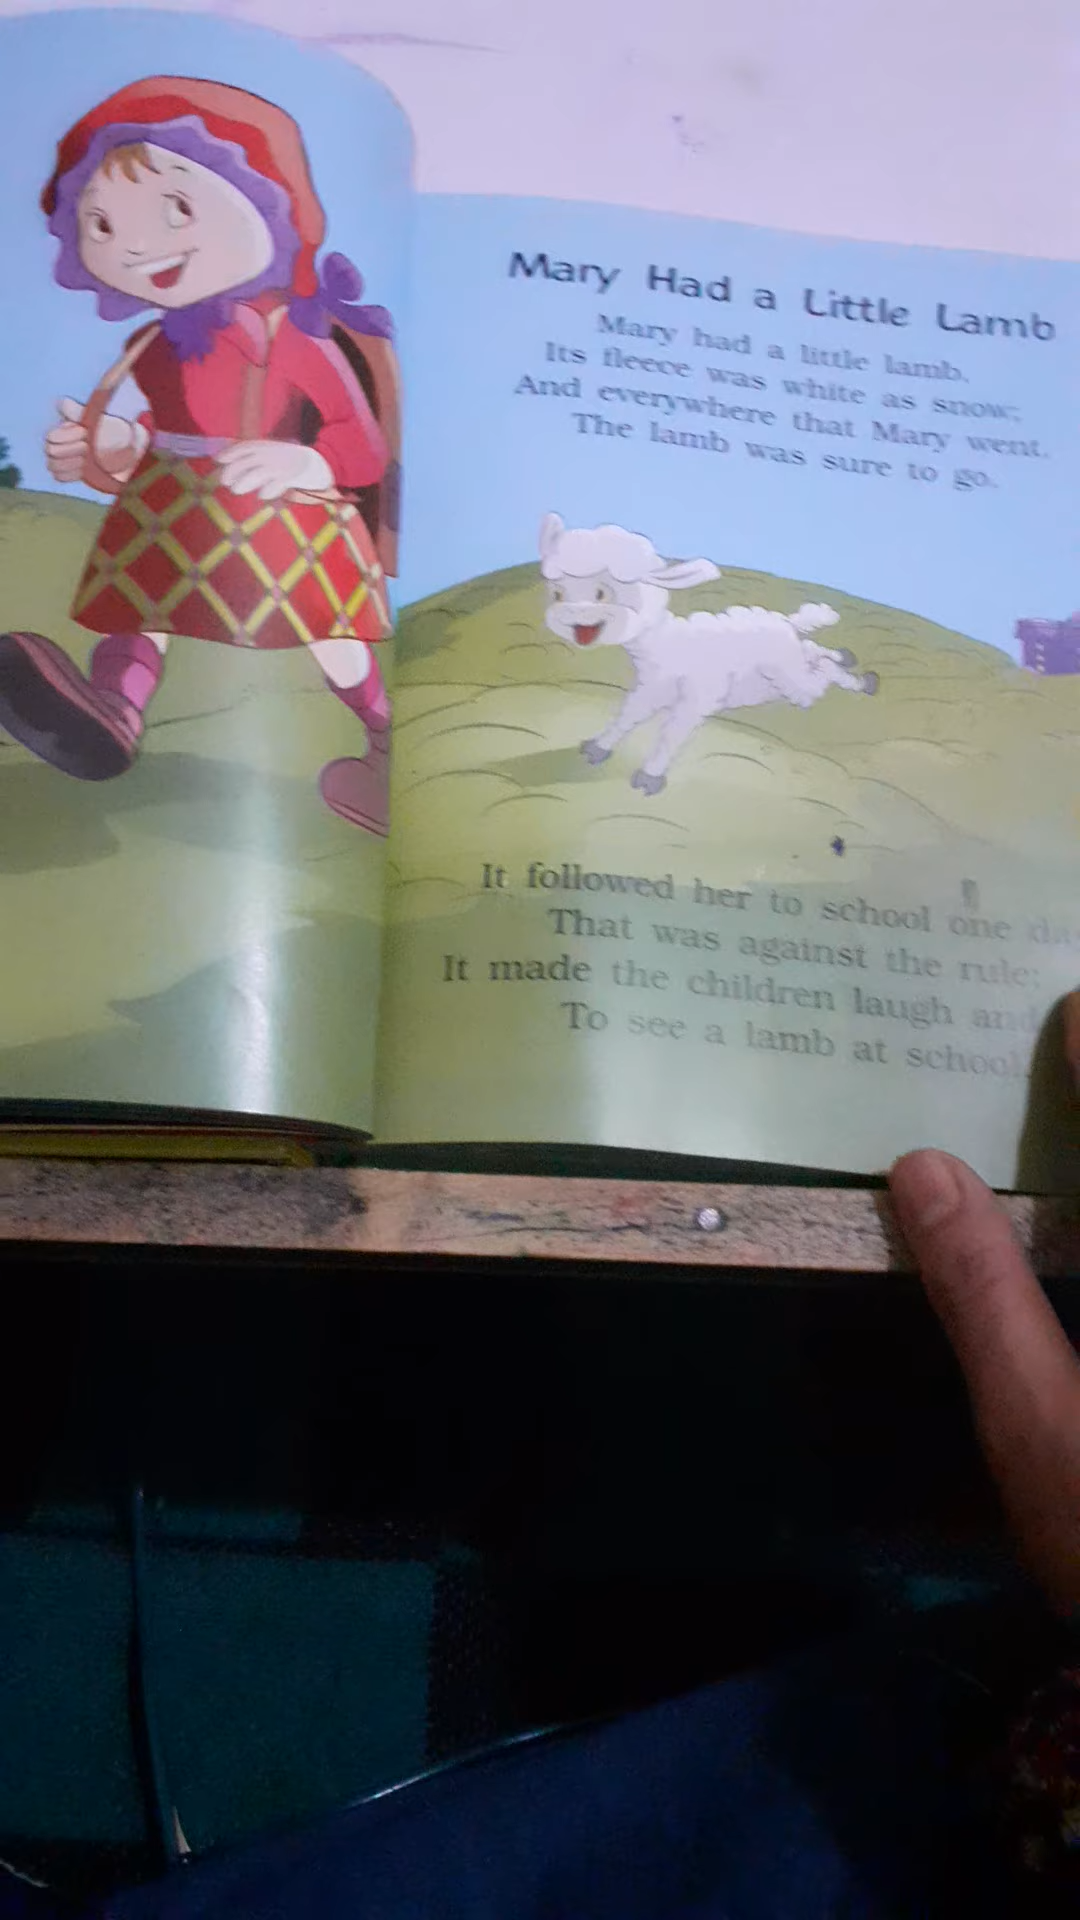 Mary Had a Little Lamb
Mary had a little lamb.
Its fleece was white as snow;
And everywhere that Mary went.
The lamb was sure to go.
It followed her to school one da
That was against the rule;
It made the children laugh and
To see a lamb at school.